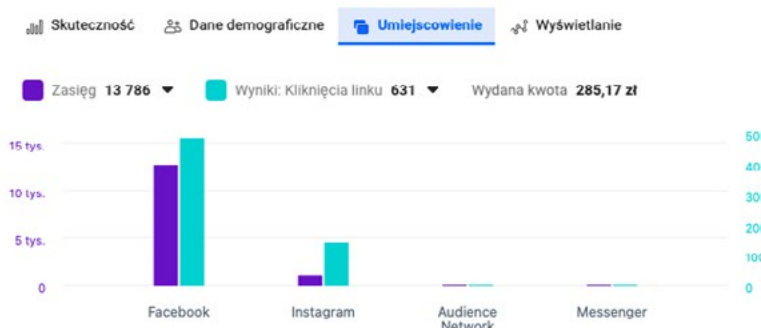 Skuteczność Dane demograficzne Umiejscowienie Wyświetlanie
Zasięg 13 786 Wyniki: Kliknięcia linku 631 Wydana kwota 285,17 zł
15 tys.
10 tys.
5 tys.
0
100
0
Facebook Instagram Audience Network Messenger